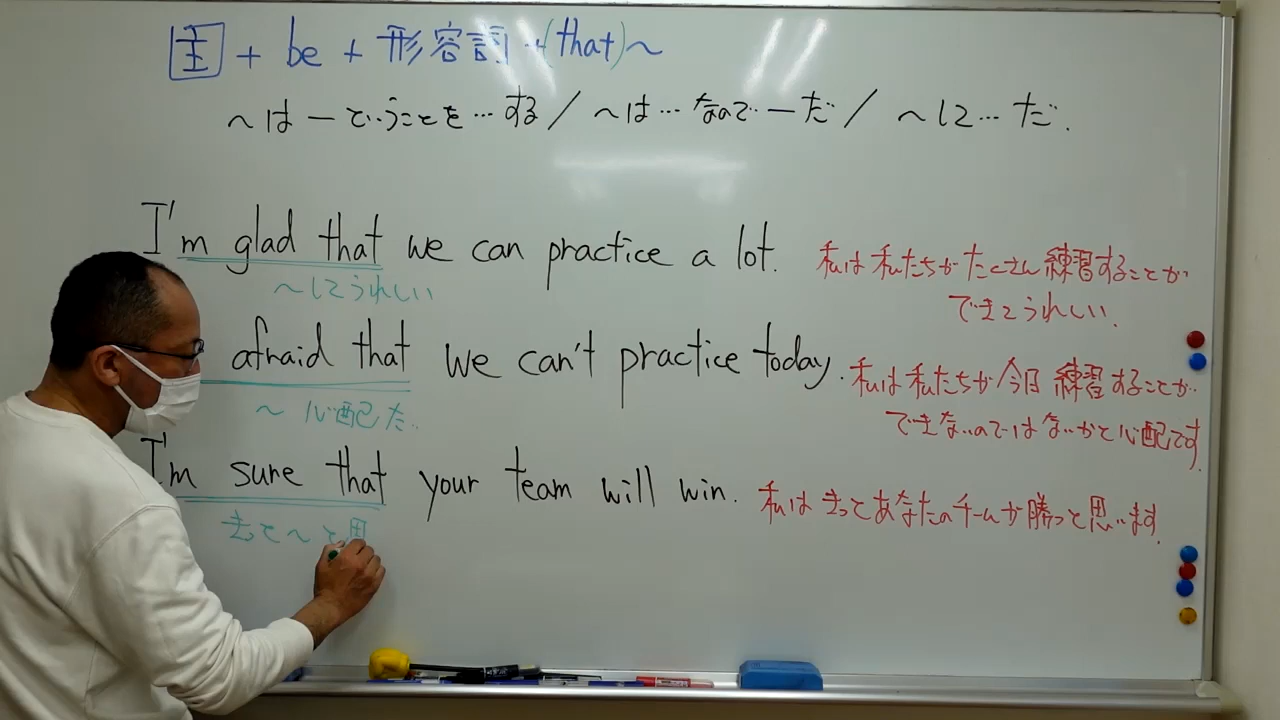 主 + be + 形容詞 + (that) ~
~は ー ということを … する / ~は … なので ー だ / ~して … だ.
I'm glad that we can practice a lot.
私は 私たちが たくさん 練習することが
できてうれしい.
~してうれしい
afraid that we can't practice today.
私は 私たちが 今日 練習することが
できないのではないかと心配です.
~ 心配だ.
I'm sure that your team will win.
私は きっとあなたのチームが勝つと思います.
きっと~と思